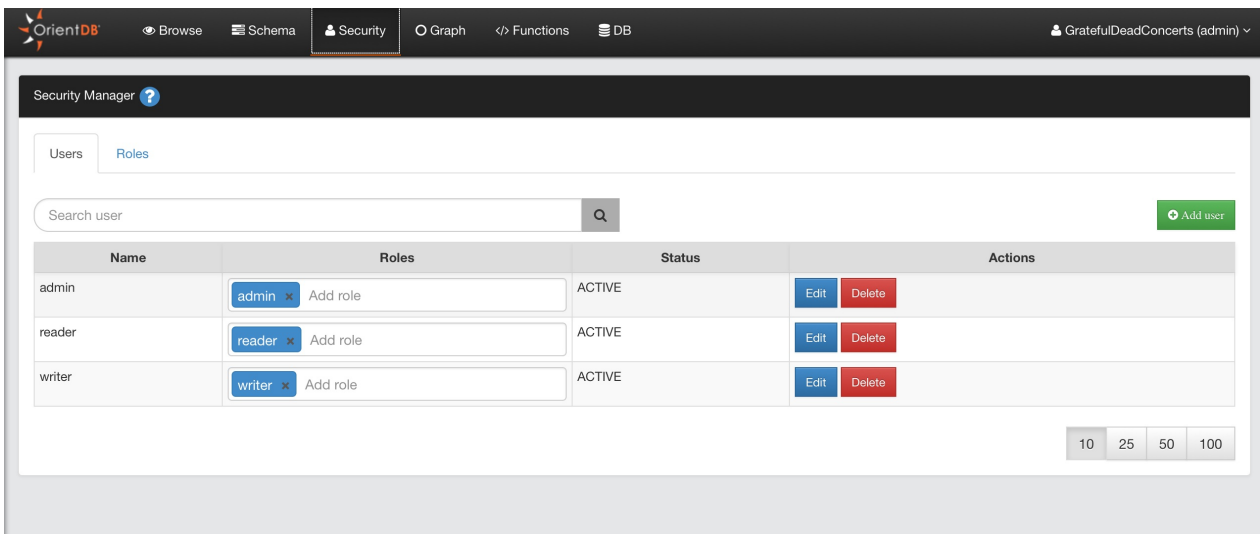 OrientDB Browse Schema Security Graph </> Functions DB GratefulDeadConcerts (admin)
Security Manager ?
Users Roles
Search user Add user
Name Roles Status Actions
admin admin × Add role ACTIVE Edit Delete
reader reader × Add role ACTIVE Edit Delete
writer writer × Add role ACTIVE Edit Delete
10 25 50 100